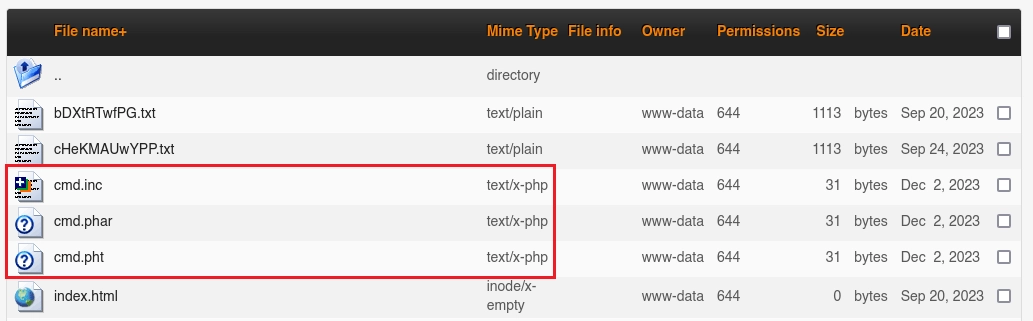 File name+ Mime Type File info Owner Permissions Size Date
.. directory
bDXtRTwfPG.txt text/plain www-data 644 1113 bytes Sep 20, 2023
cHeKMAUwYPP.txt text/plain www-data 644 1113 bytes Sep 24, 2023
cmd.inc text/x-php www-data 644 31 bytes Dec 2, 2023
cmd.phar text/x-php www-data 644 31 bytes Dec 2, 2023
cmd.pht text/x-php www-data 644 31 bytes Dec 2, 2023
index.html inode/x-
empty www-data 644 0 bytes Sep 20, 2023